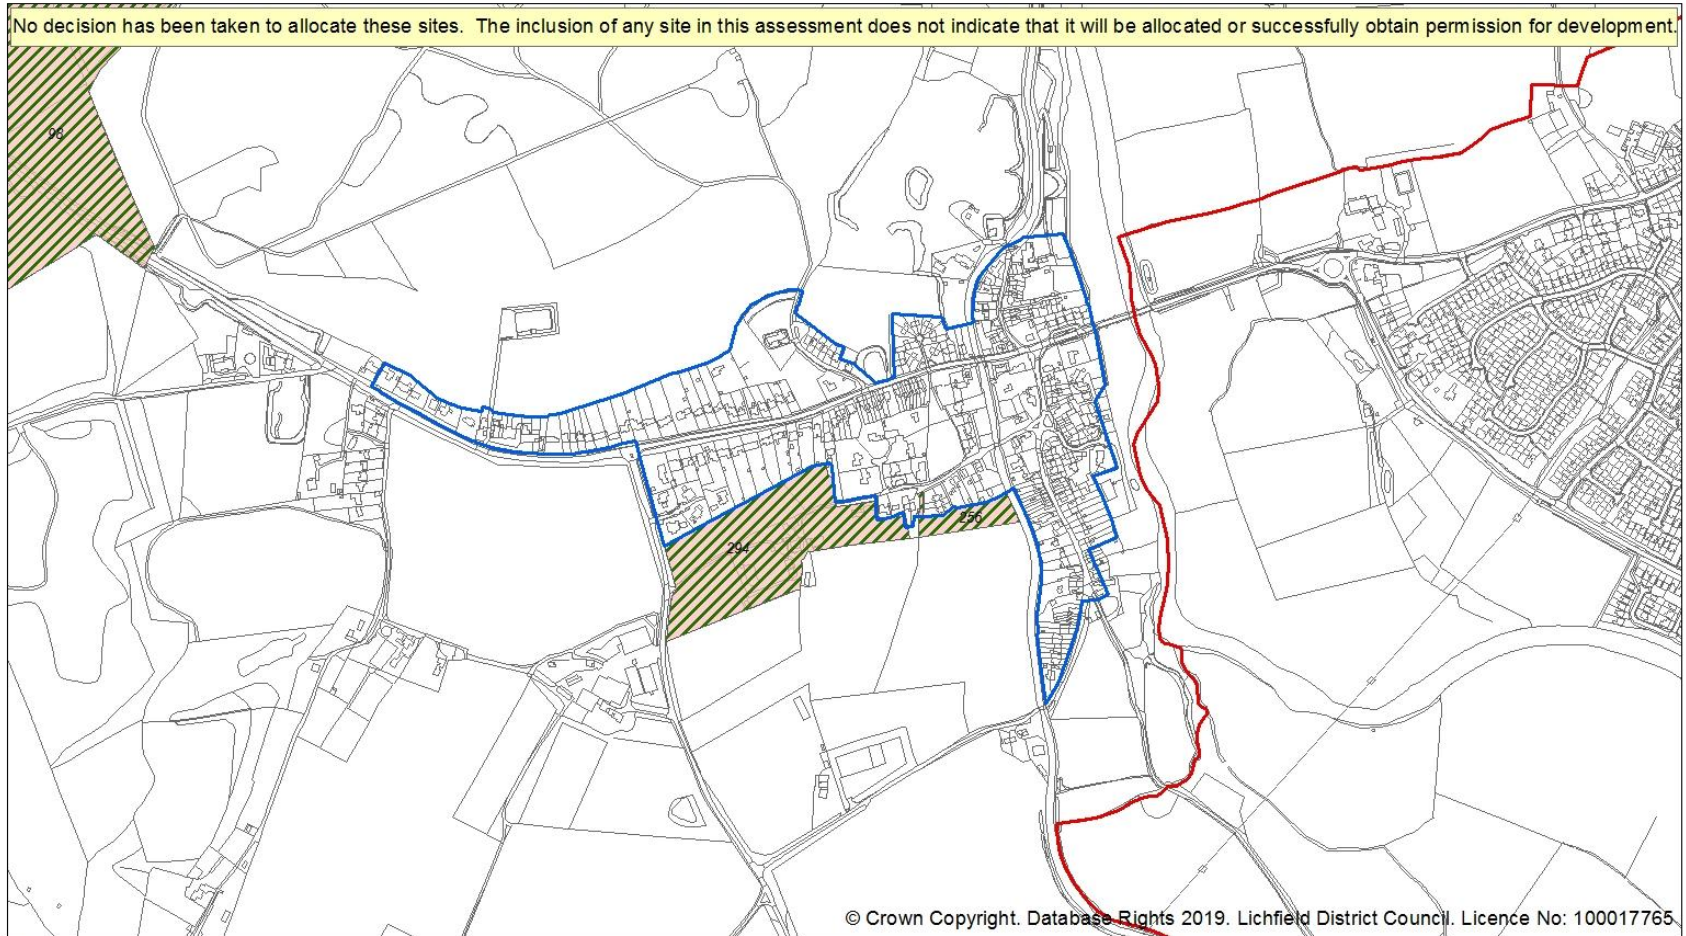 No decision has been taken to allocate these sites. The inclusion of any site in this assessment does not indicate that it will be allocated or successfully obtain permission for development.
98
256
294
© Crown Copyright. Database Rights 2019. Lichfield District Council. Licence No: 100017765